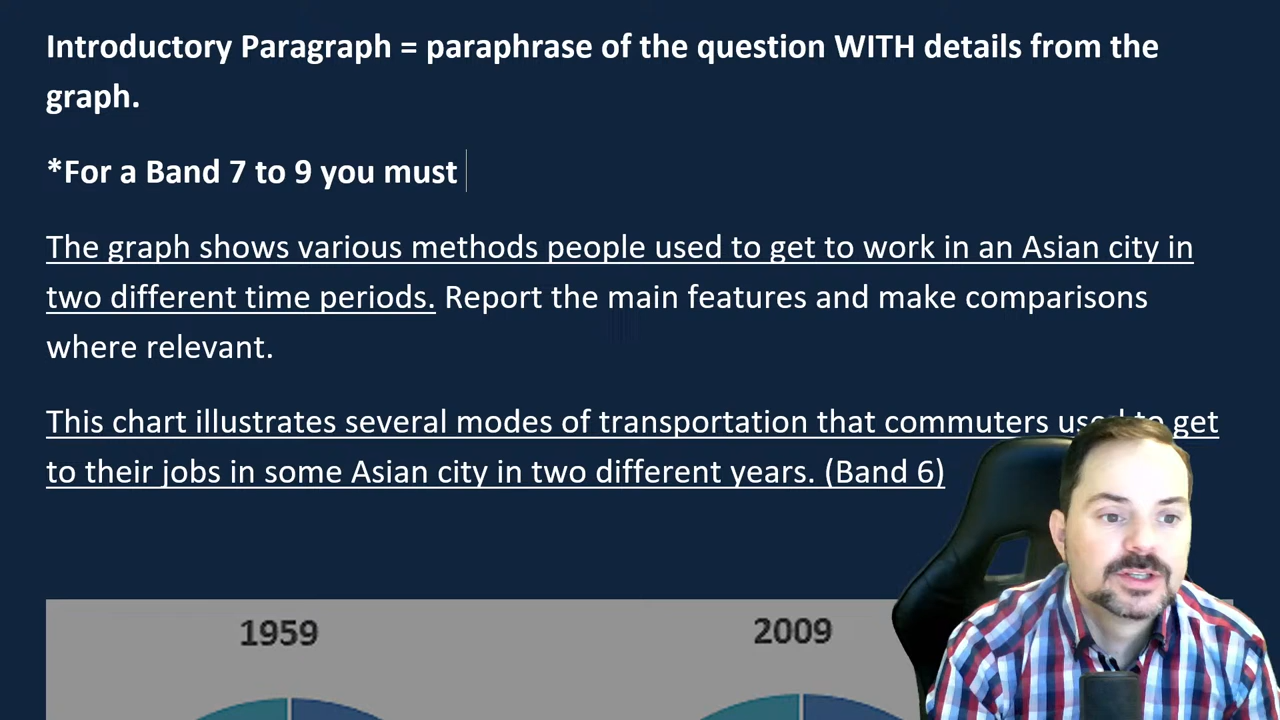 Introductory Paragraph = paraphrase of the question WITH details from the
graph.
*For a Band 7 to 9 you must
The graph shows various methods people used to get to work in an Asian city in
two different time periods. Report the main features and make comparisons
where relevant.
This chart illustrates several modes of transportation that commuters used to get
to their jobs in some Asian city in two different years. (Band 6)
1959
2009